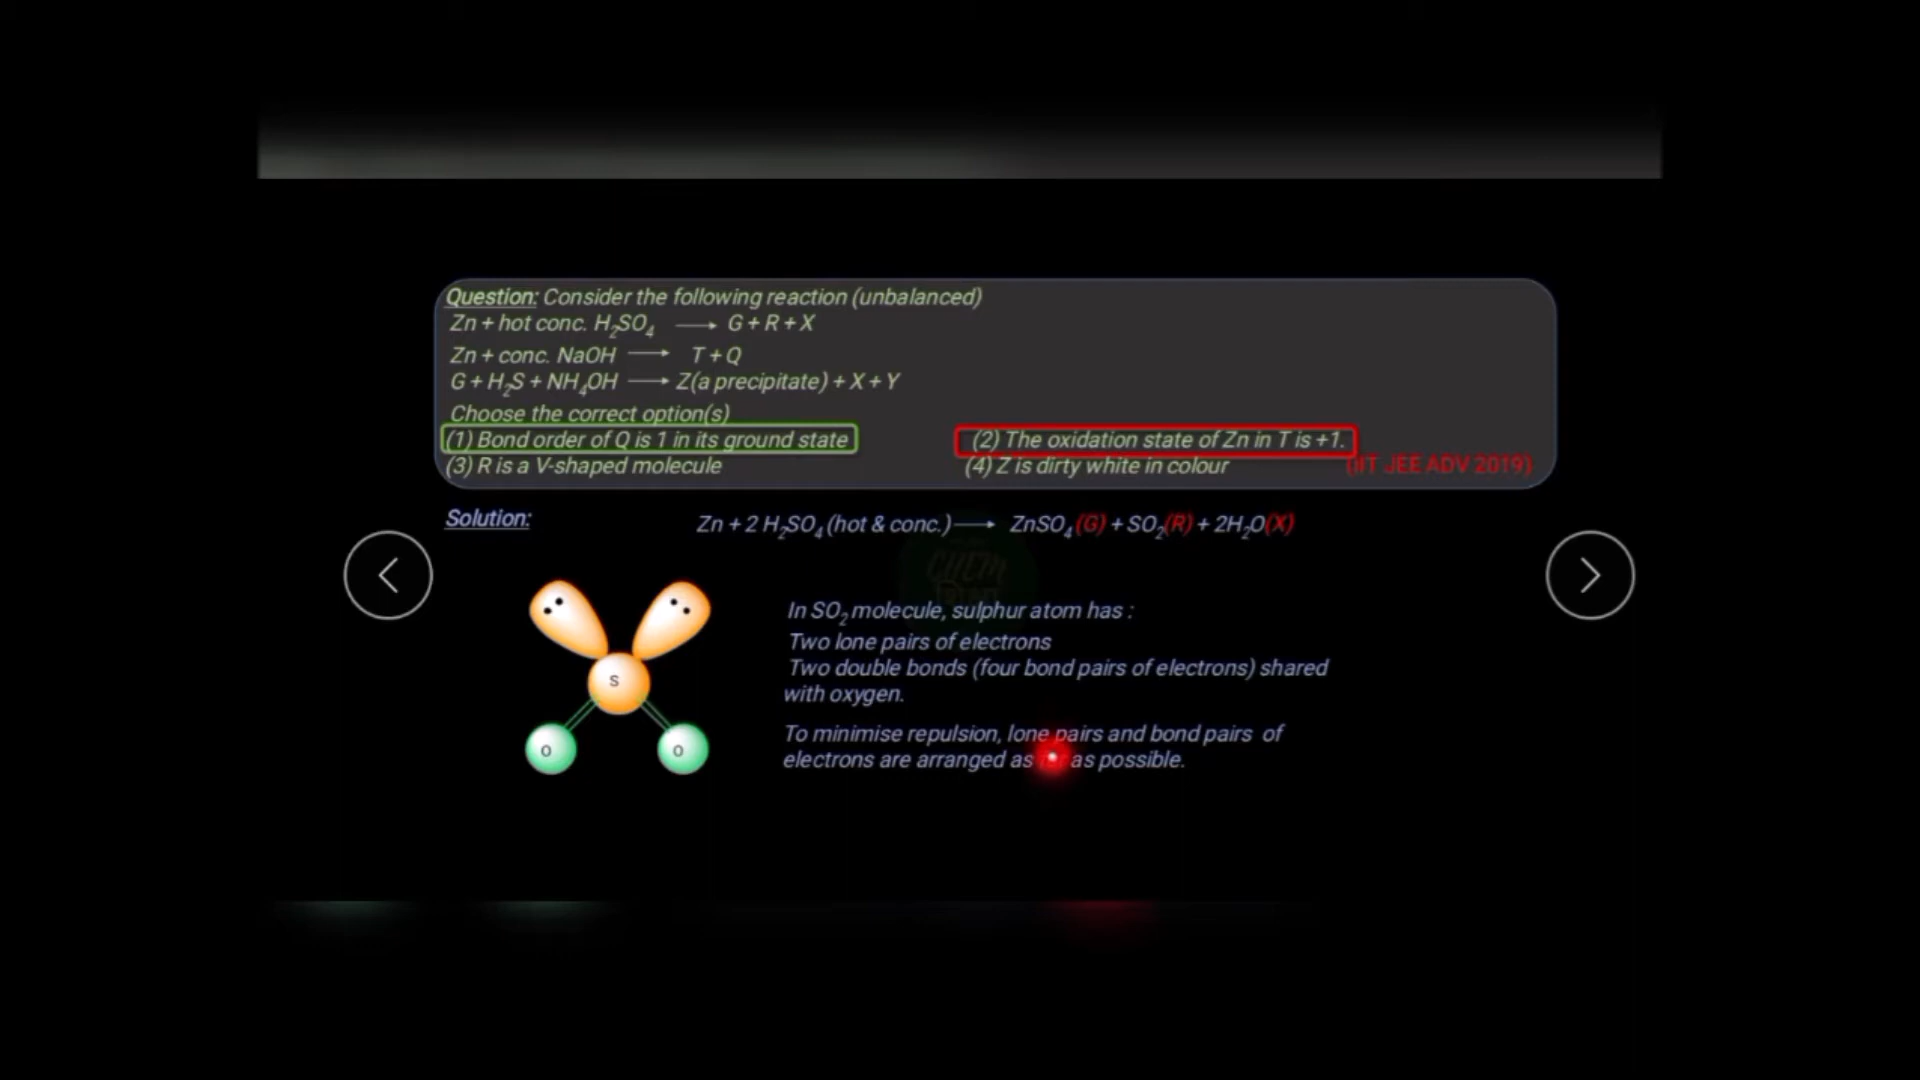 Question: Consider the following reaction (unbalanced)
Zn + hot conc. H₂SO₄ ⟶ G + R + X
Zn + conc. NaOH ⟶ T + Q
G + H₂S + NH₄OH ⟶ Z(a precipitate) + X + Y
Choose the correct option(s)
(1) Bond order of Q is 1 in its ground state (2) The oxidation state of Zn in T is +1.
(3) R is a V-shaped molecule (4) Z is dirty white in colour (IIT JEE ADV 2019)
Solution: Zn + 2 H₂SO₄ (hot & conc.) ⟶ ZnSO₄(G) + SO₂(R) + 2H₂O(X)
CHEM
In SO₂ molecule, sulphur atom has :
Two lone pairs of electrons
Two double bonds (four bond pairs of electrons) shared
with oxygen.
S
O O
To minimise repulsion, lone pairs and bond pairs of
electrons are arranged as as possible.